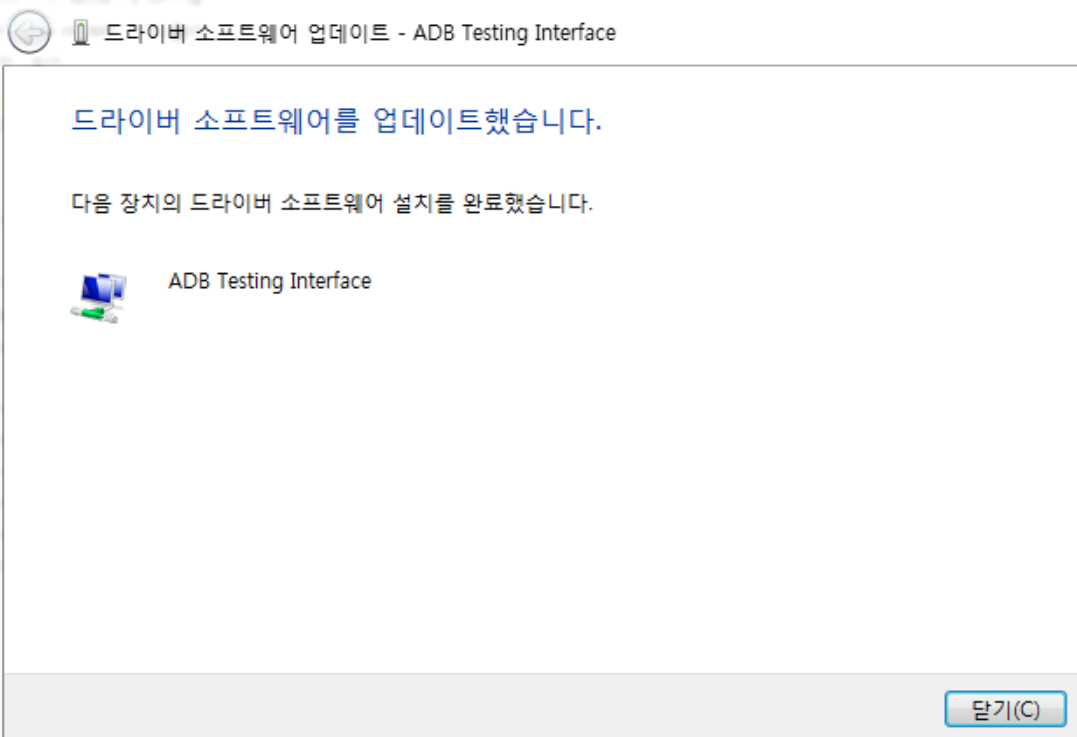 드라이버 소프트웨어 업데이트 - ADB Testing Interface
드라이버 소프트웨어를 업데이트했습니다.
다음 장치의 드라이버 소프트웨어 설치를 완료했습니다.
ADB Testing Interface
닫기(C)